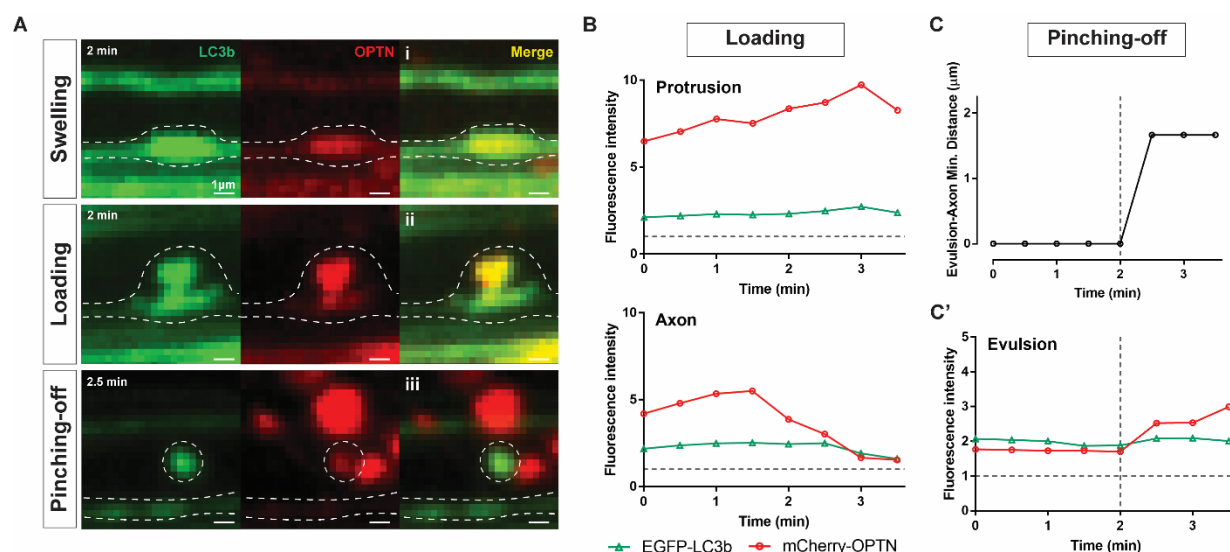 A
Swelling
2 min
LC3b
OPTN
i
Merge
1µm
Loading
2 min
ii
Pinching-off
2.5 min
iii
B
Loading
Protrusion
Fluorescence intensity
10
5
0
0 1 2 3
Time (min)
Axon
Fluorescence intensity
10
5
0
0 1 2 3
Time (min)
EGFP-LC3b
mCherry-OPTN
C
Pinching-off
Evulsion-Axon Min. Distance (µm)
2
1
0
0 1 2 3
Time (min)
C'
Evulsion
Fluorescence intensity
5
4
3
2
1
0
0 1 2 3
Time (min)